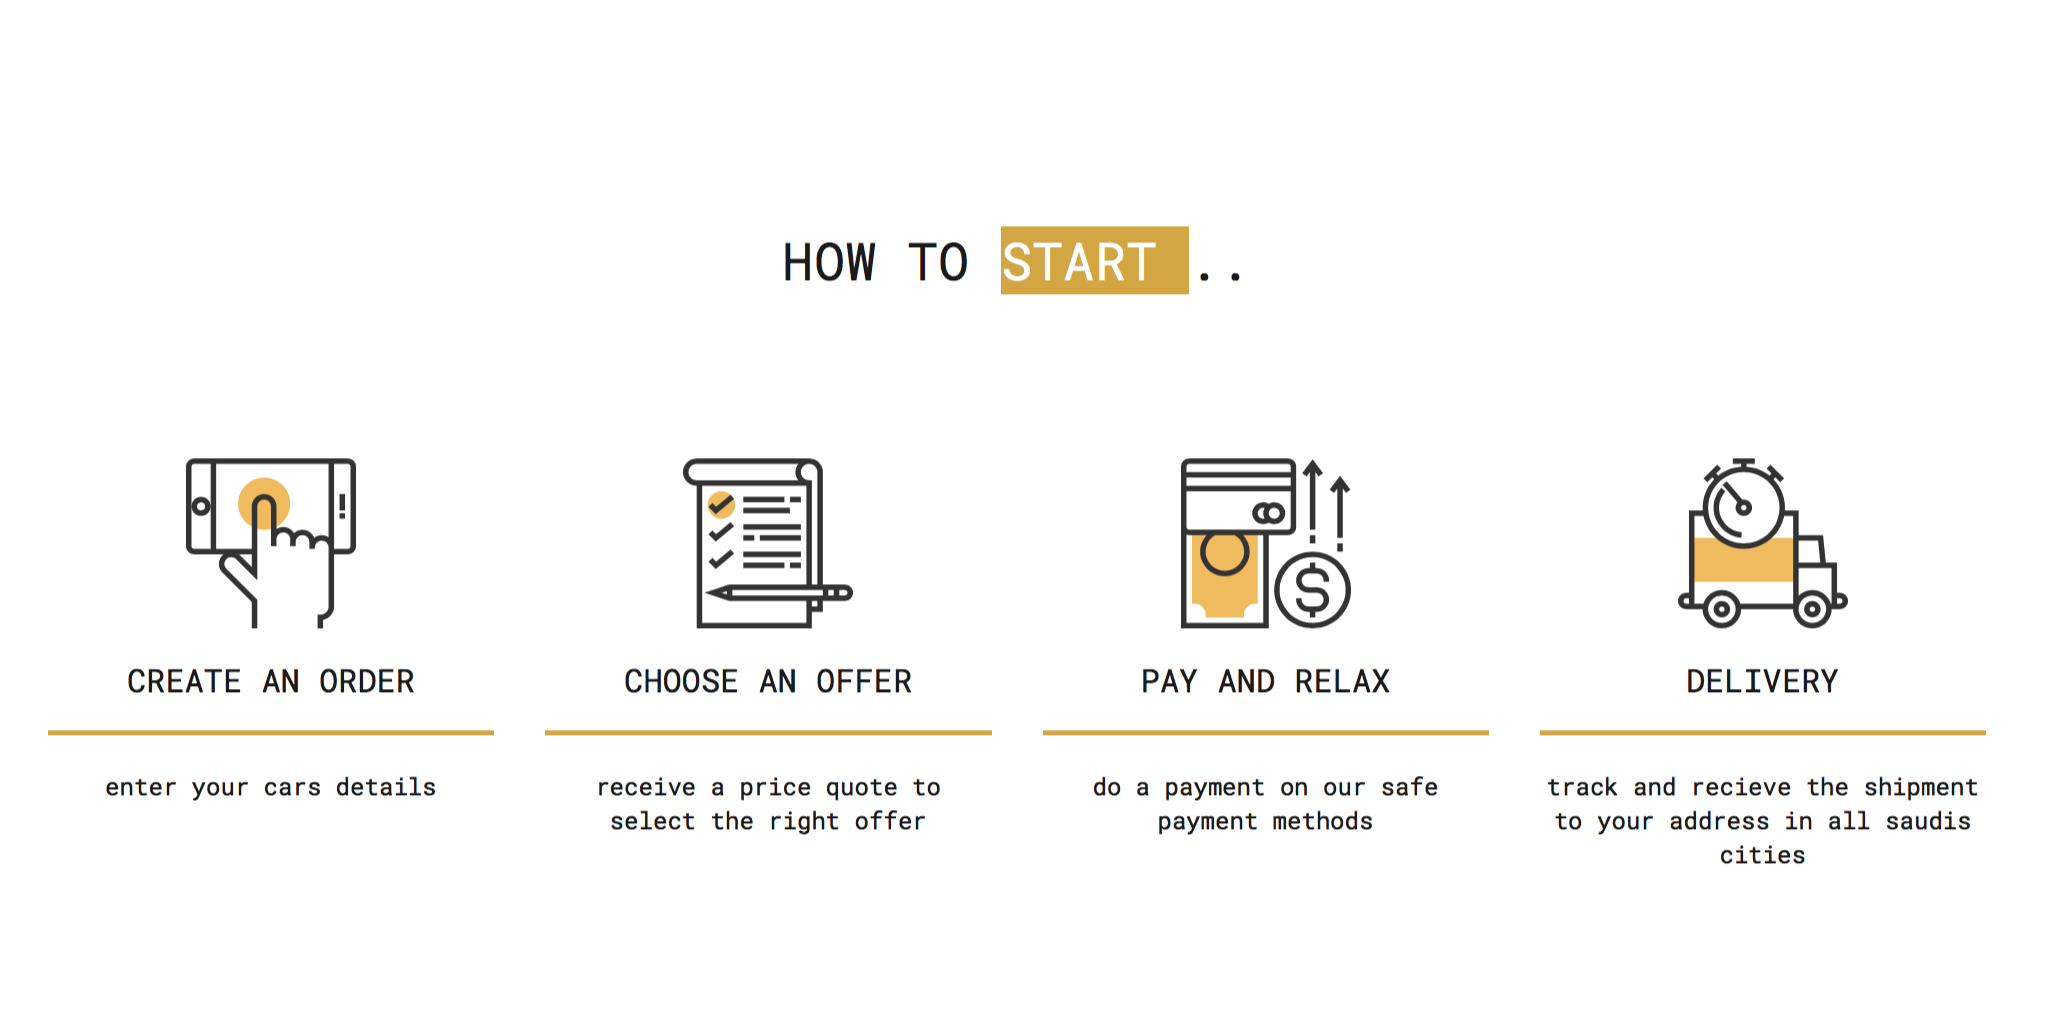 HOW TO START ..
CREATE AN ORDER
enter your cars details
CHOOSE AN OFFER
receive a price quote to
select the right offer
PAY AND RELAX
do a payment on our safe
payment methods
DELIVERY
track and recieve the shipment
to your address in all saudis
cities